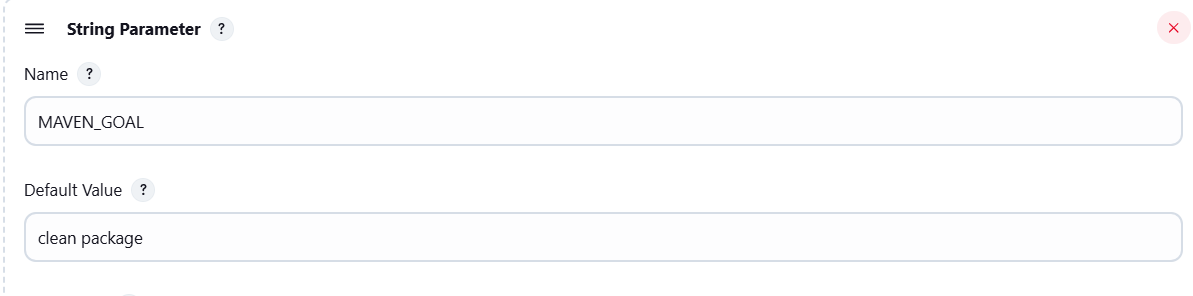 String Parameter ?
Name ?
MAVEN_GOAL
Default Value ?
clean package